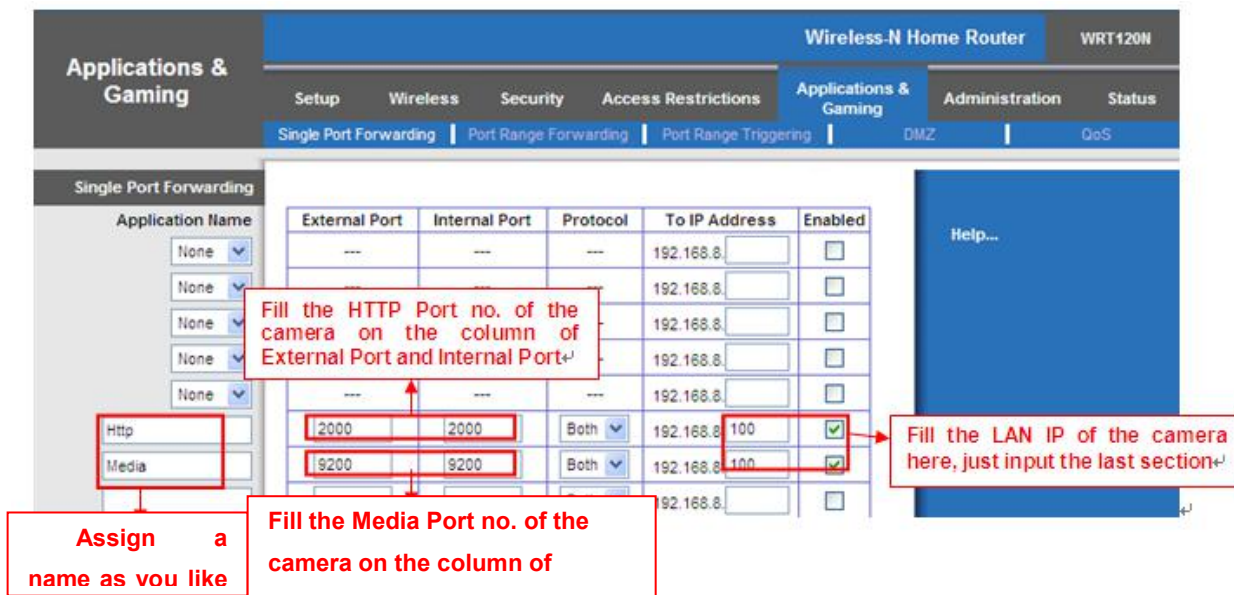 Wireless-N Home Router WRT120N
Applications &
Gaming
Setup Wireless Security Access Restrictions Applications & Gaming Administration Status
Single Port Forwarding Port Range Forwarding Port Range Triggering DMZ QoS
Single Port Forwarding
Application Name External Port Internal Port Protocol To IP Address Enabled
Help...
None --- --- --- 192.168.8.
None --- 192.168.8.
None 192.168.8.
None 192.168.8.
None --- --- --- 192.168.8.
Fill the HTTP Port no. of the
camera on the column of
External Port and Internal Port↵
Http 2000 2000 Both 192.168.8. 100
Media 9200 9200 Both 192.168.8. 100
192.168.8.
Fill the LAN IP of the camera
here, just input the last section↵
↵
Assign a
name as you like
Fill the Media Port no. of the
camera on the column of